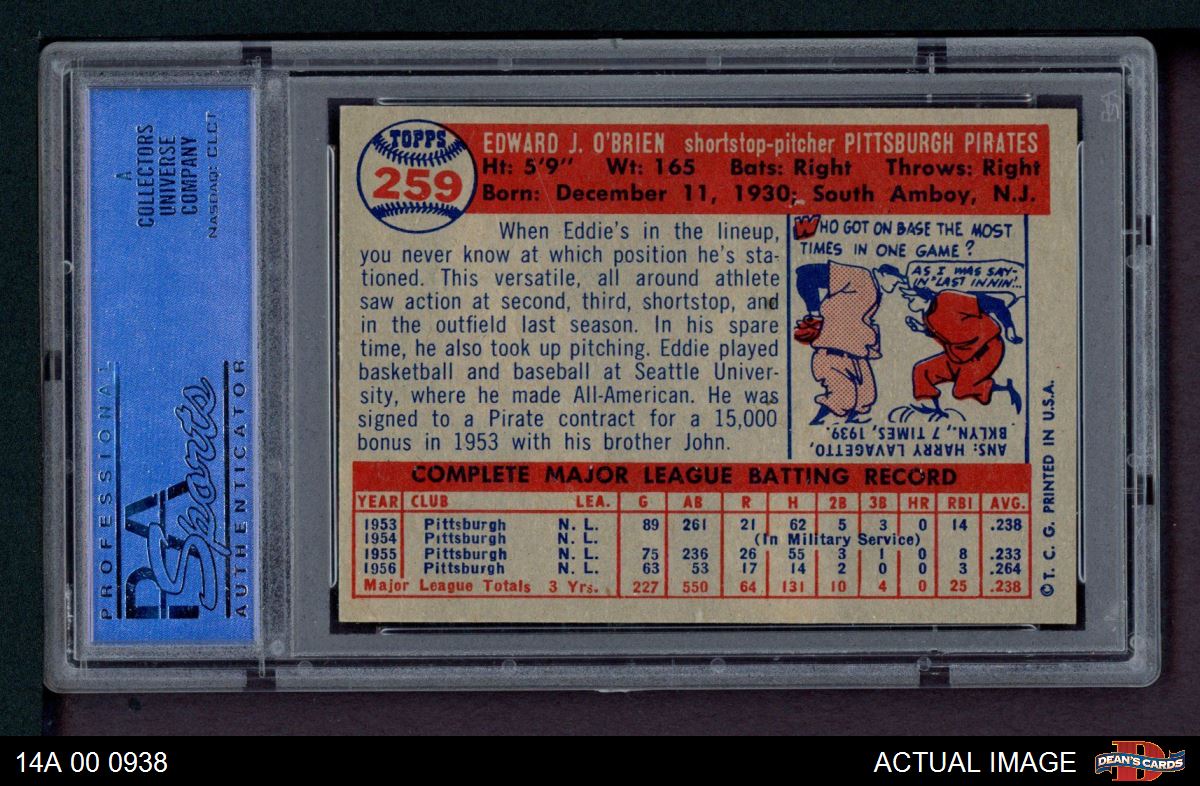 A
COLLECTORS
UNIVERSE
COMPANY
NASDAQ: CLCT
PROFESSIONAL
PSA
Sports
AUTHENTICATOR
TOPPS
259
EDWARD J. O'BRIEN shortstop-pitcher PITTSBURGH PIRATES
Ht: 5'9" Wt: 165 Bats: Right Throws: Right
Born: December 11, 1930; South Amboy, N.J.
When Eddie's in the lineup,
you never know at which position he's sta-
tioned. This versatile, all around athlete
saw action at second, third, shortstop, and
in the outfield last season. In his spare
time, he also took up pitching. Eddie played
basketball and baseball at Seattle Univer-
sity, where he made All-American. He was
signed to a Pirate contract for a 15,000
bonus in 1953 with his brother John.
WHO GOT ON BASE THE MOST
TIMES IN ONE GAME?
AS I WAS SAY-
IN "LAST INNIN'...
ANS: HARRY LAVAGETTO,
BKLYN., 7 TIMES, 1939.
COMPLETE MAJOR LEAGUE BATTING RECORD
YEAR CLUB LEA. G AB R H 2B 3B HR RBI AVG.
1953 Pittsburgh N. L. 89 261 21 62 5 3 0 14 .238
1954 Pittsburgh N. L. (In Military Service)
1955 Pittsburgh N. L. 75 236 26 55 3 1 0 8 .233
1956 Pittsburgh N. L. 63 53 17 14 2 0 0 3 .264
Major League Totals 3 Yrs. 227 550 64 131 10 4 0 25 .238
© T. C. G. PRINTED IN U.S.A.
14A 00 0938
ACTUAL IMAGE
D
DEAN'S CARDS